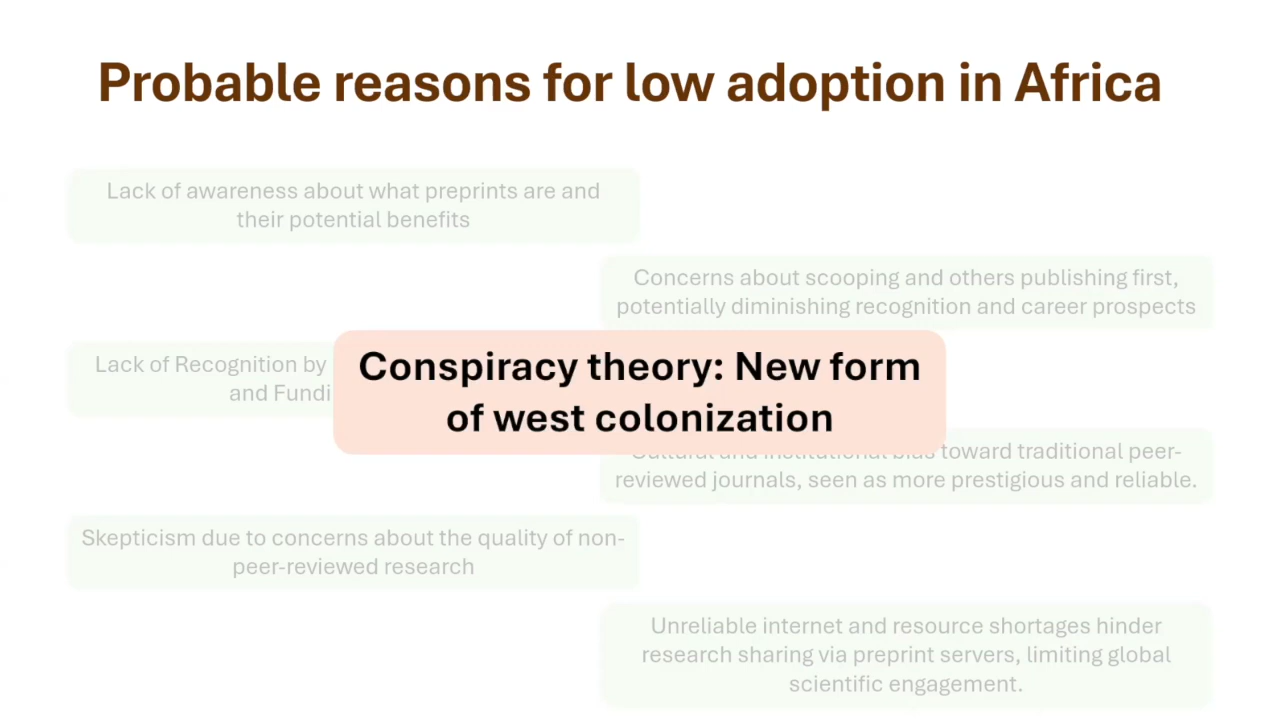 Probable reasons for low adoption in Africa
Lack of awareness about what preprints are and
their potential benefits
Concerns about scooping and others publishing first,
potentially diminishing recognition and career prospects
Lack of Recognition by
and Fundi
Conspiracy theory: New form
of west colonization
Cultural and institutional bias toward traditional peer-
reviewed journals, seen as more prestigious and reliable.
Skepticism due to concerns about the quality of non-
peer-reviewed research
Unreliable internet and resource shortages hinder
research sharing via preprint servers, limiting global
scientific engagement.